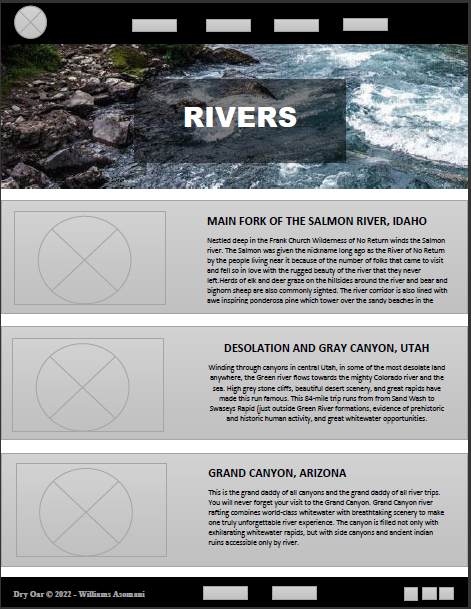 RIVERS
MAIN FORK OF THE SALMON RIVER, IDAHO
Nestled deep in the Frank Church Wilderness of No Return winds the Salmon
river. The Salmon was given the nickname long ago as the River of No Return
by the people living near it because of the number of folks that came to visit
and fell so in love with the rugged beauty of the river that they never
left.Herds of elk and deer graze on the hillsides around the river and bear and
bighorn sheep are also commonly sighted. The river corridor is also lined with
awe inspiring ponderosa pine which tower over the sandy beaches in the
DESOLATION AND GRAY CANYON, UTAH
Winding through canyons in central Utah, in some of the most desolate land
anywhere, the Green river flows towards the mighty Colorado river and the
sea. High grey stone cliffs, beautiful desert scenery, and great rapids have
made this run famous. This 84-mile trip runs from from Sand Wash to
Swaseys Rapid (just outside Green River formations, evidence of prehistoric
and historic human activity, and great whitewater opportunities.
GRAND CANYON, ARIZONA
This is the grand daddy of all canyons and the grand daddy of all river trips.
You will never forget your visit to the Grand Canyon. Grand Canyon river
rafting combines world-class whitewater with breathtaking scenery to make
one truly unforgettable river experience. The canyon is filled not only with
exhilarating whitewater rapids, but with side canyons and ancient indian
ruins accessible only by river.
Dry Oar © 2022 - Williams Asomani